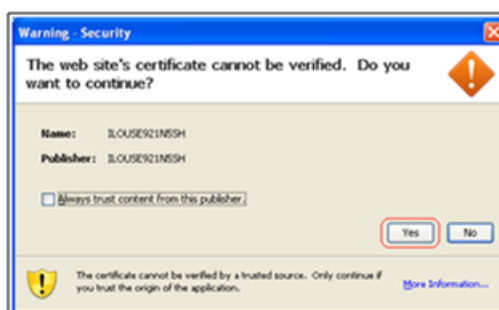 Warning - Security
The web site's certificate cannot be verified. Do you
want to continue?
Name: ILOUSE921N5SH
Publisher: ILOUSE921N5SH
Always trust content from this publisher.
Yes No
The certificate cannot be verified by a trusted source. Only continue if
you trust the origin of the application.
More Information...